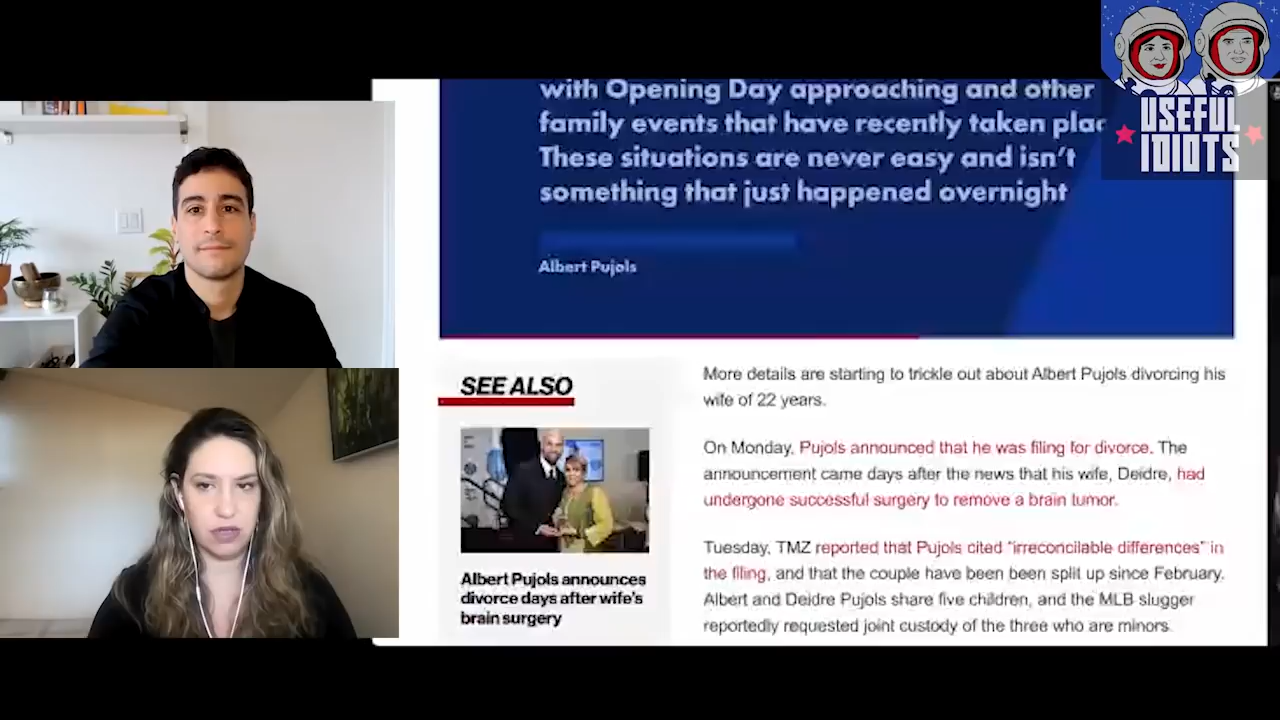 USEFUL
IDIOTS
with Opening Day approaching and other
family events that have recently taken plac
These situations are never easy and isn't
something that just happened overnight
Albert Pujols
SEE ALSO
Albert Pujols announces
divorce days after wife's
brain surgery
More details are starting to trickle out about Albert Pujols divorcing his
wife of 22 years.
On Monday, Pujols announced that he was filing for divorce. The
announcement came days after the news that his wife, Deidre, had
undergone successful surgery to remove a brain tumor.
Tuesday, TMZ reported that Pujols cited "irreconcilable differences" in
the filing, and that the couple have been been split up since February.
Albert and Deidre Pujols share five children, and the MLB slugger
reportedly requested joint custody of the three who are minors.